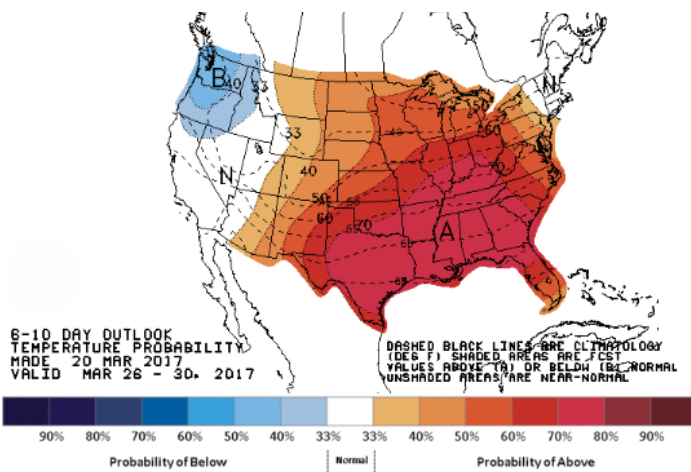 B
40
33
N
33
40
50
60
70
A
N
50
60
70
6-10 DAY OUTLOOK
TEMPERATURE PROBABILITY
MADE 20 MAR 2017
VALID MAR 26 - 30, 2017
DASHED BLACK LINES ARE CLIMATOLOGY
(DEG F) SHADED AREAS ARE FCST
VALUES ABOVE (A) OR BELOW (B) NORMAL
UNSHADED AREAS ARE NEAR-NORMAL
90% 80% 70% 60% 50% 40% 33% 33% 40% 50% 60% 70% 80% 90%
Probability of Below Normal Probability of Above